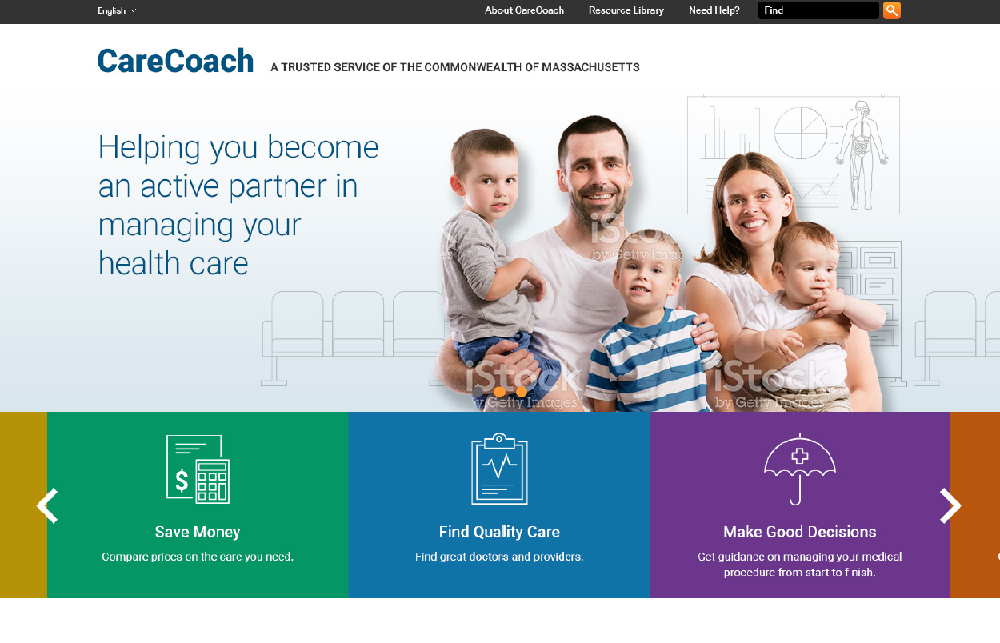 English
About CareCoach
Resource Library
Need Help?
Find
CareCoach
A TRUSTED SERVICE OF THE COMMONWEALTH OF MASSACHUSETTS
Helping you become
an active partner in
managing your
health care
iStock
by Getty Images
iStock
by Getty Images
iStock
by Getty Images
$
Save Money
Compare prices on the care you need.
Find Quality Care
Find great doctors and providers.
Make Good Decisions
Get guidance on managing your medical
procedure from start to finish.